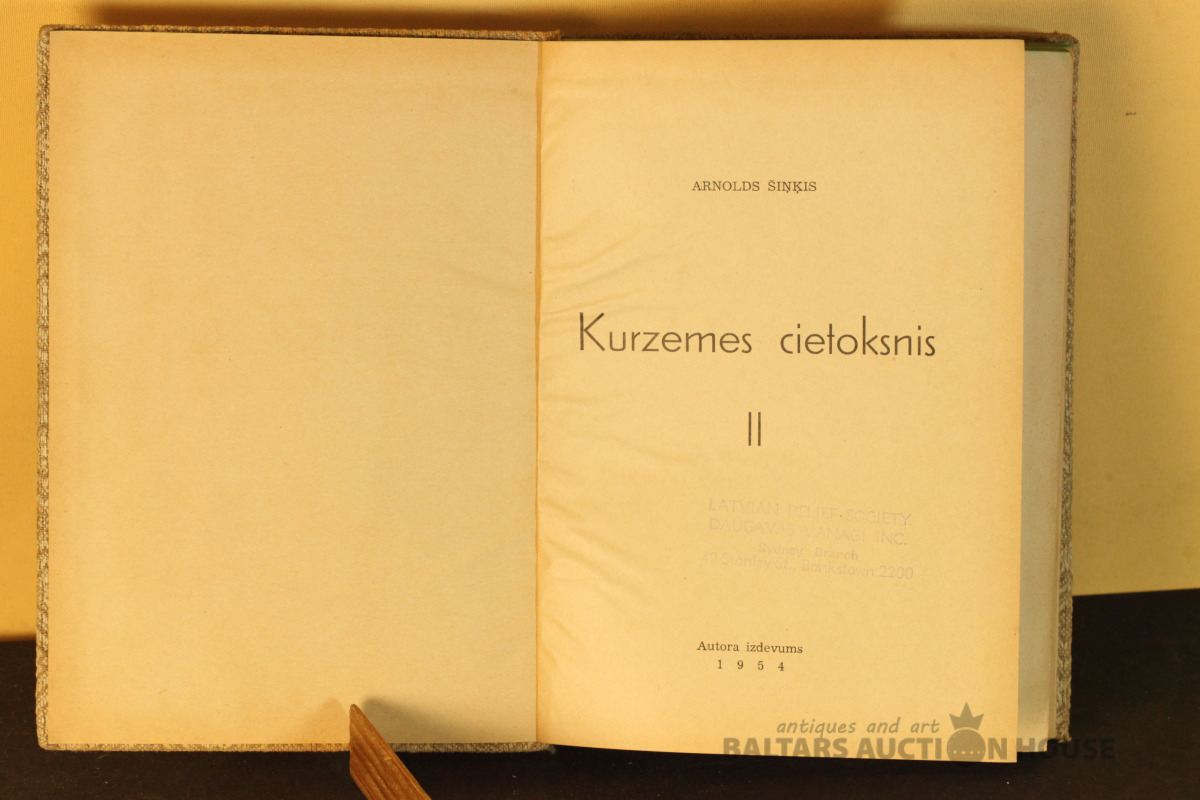 ARNOLDS ŠIŅĶIS
Kurzemes cietoksnis
II
LATVIAN RELIEF SOCIETY
DAUGAVAS VANAGI INC.
Sydney Branch
49 Stanley St., Bankstown 2200
Autora izdevums
1954
antiques and art
BALTARS AUCTION HOUSE